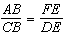 AB/CB = FE/DE